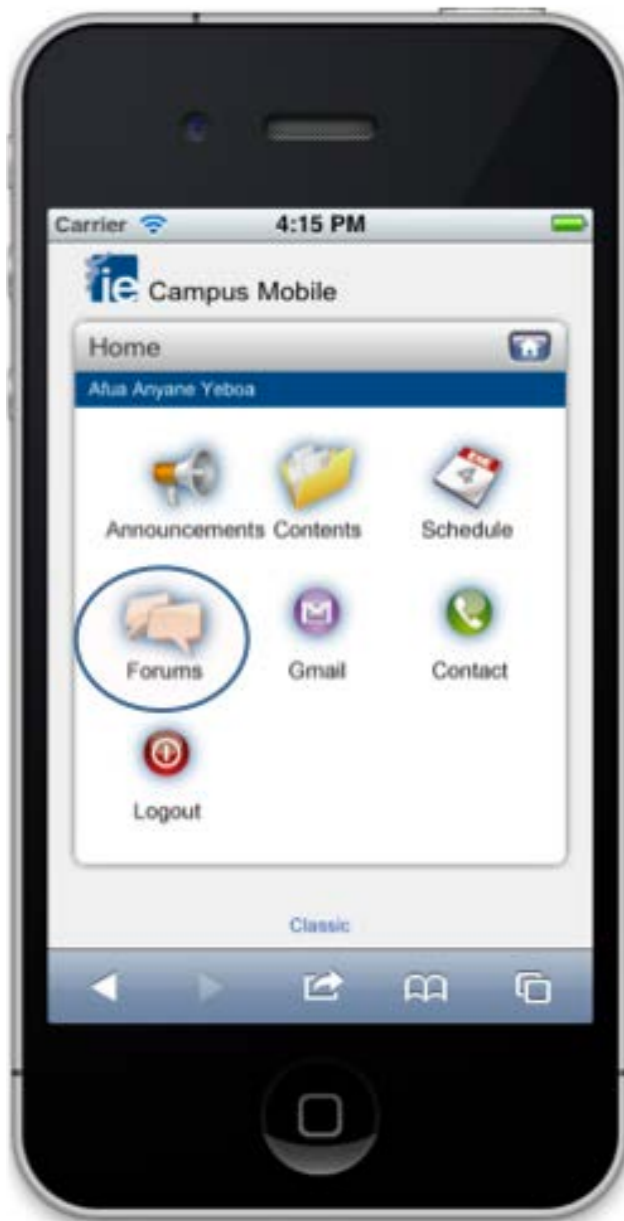 Carrier 4:15 PM
ie Campus Mobile
Home
Afua Anyane Yeboa
Announcements Contents Schedule
4
Forums Gmail Contact
Logout
Classic